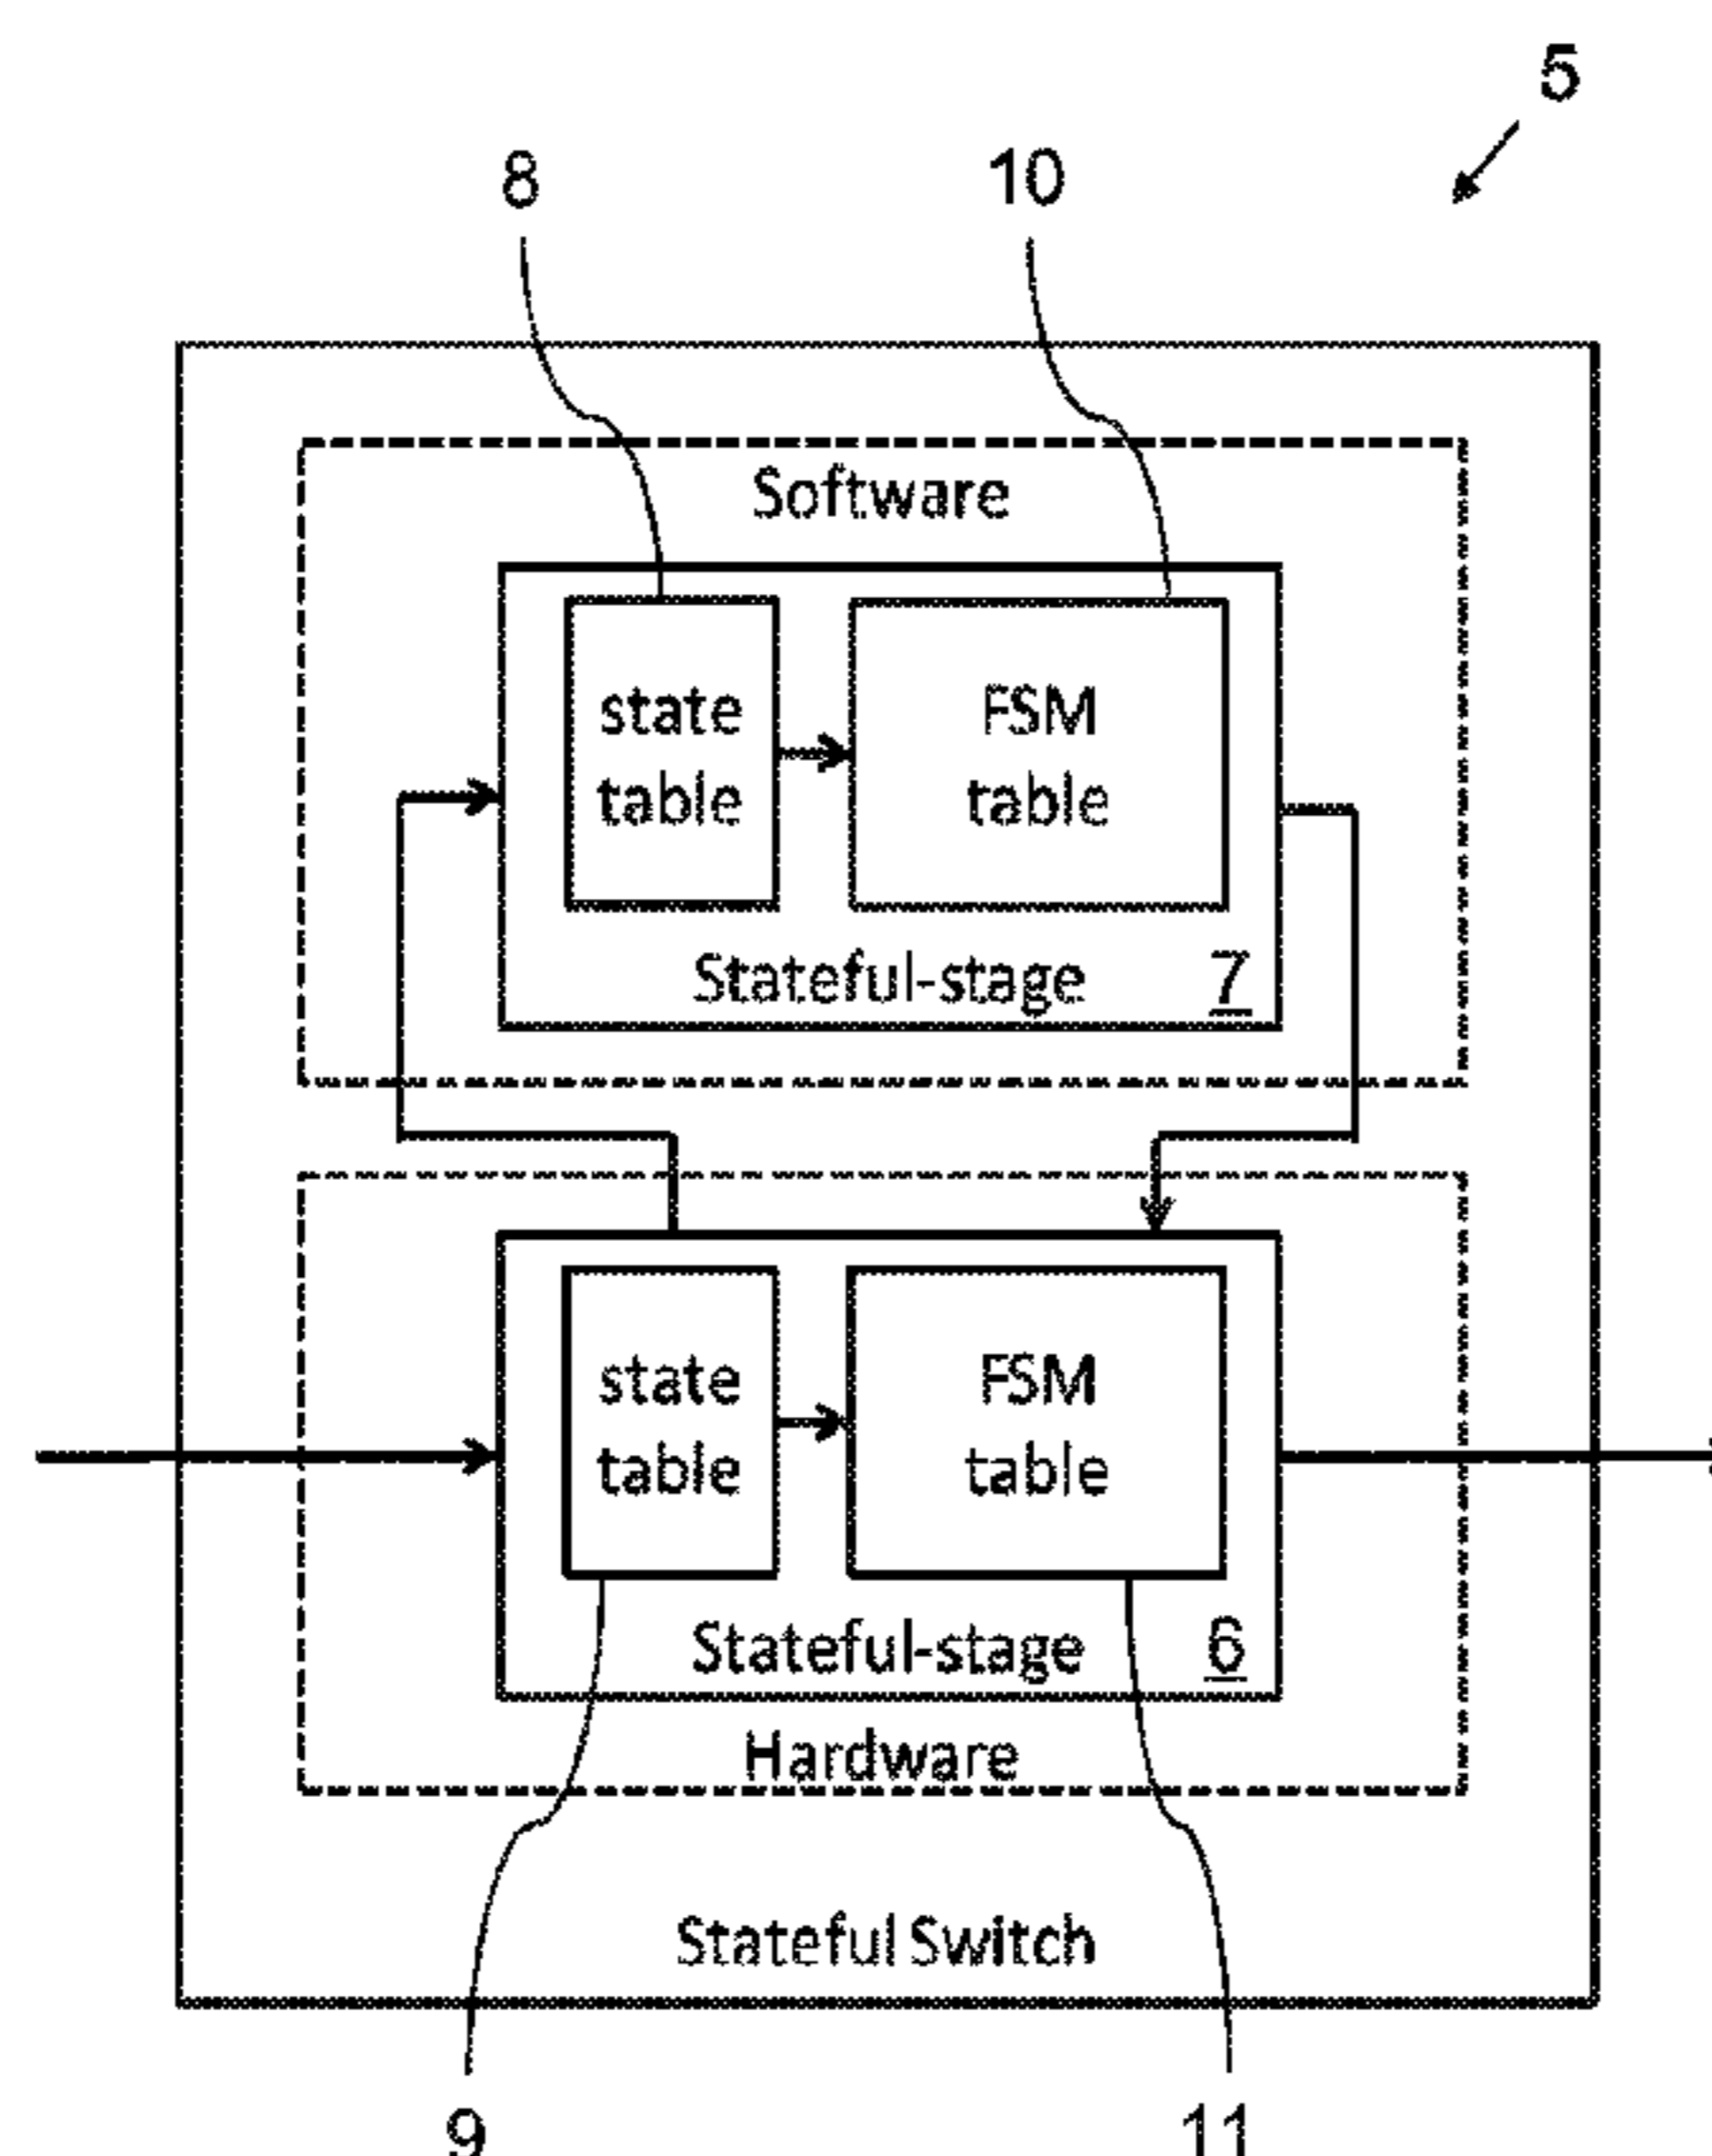 5
8
10
Software
state
table
FSM
table
Stateful-stage
7
state
table
FSM
table
Stateful-stage
6
Hardware
Stateful Switch
9
11